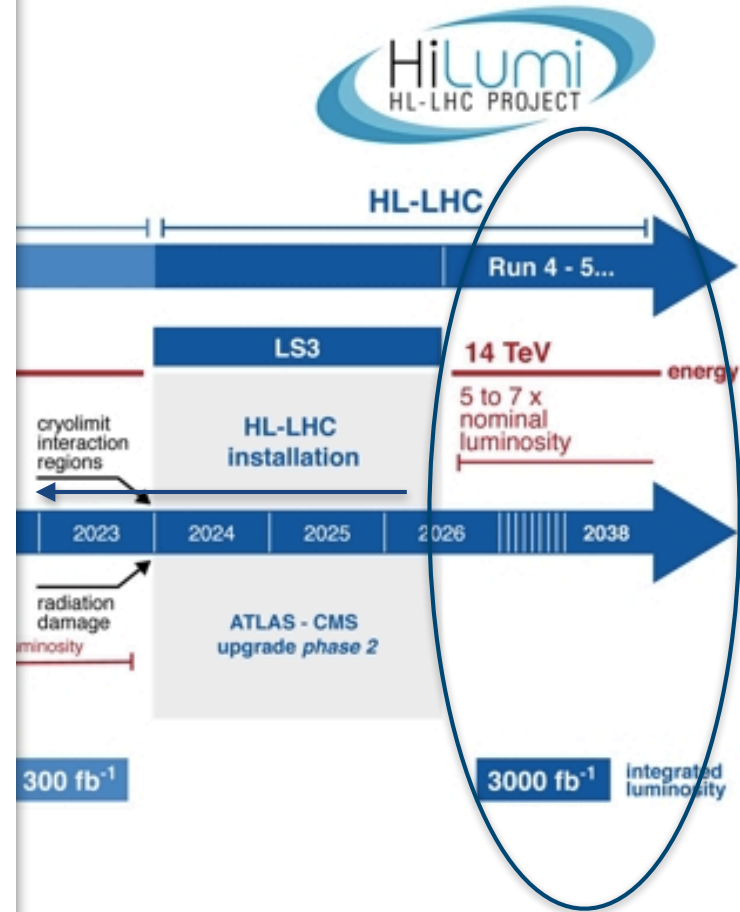 HiLumi
HL-LHC PROJECT
HL-LHC
Run 4 - 5...
LS3
14 TeV
energy
5 to 7 x
nominal
luminosity
cryolimit
interaction
regions
HL-LHC
installation
2023 2024 2025 2026 2038
radiation
damage
uminosity
ATLAS - CMS
upgrade phase 2
300 fb⁻¹
3000 fb⁻¹
integrated
luminosity